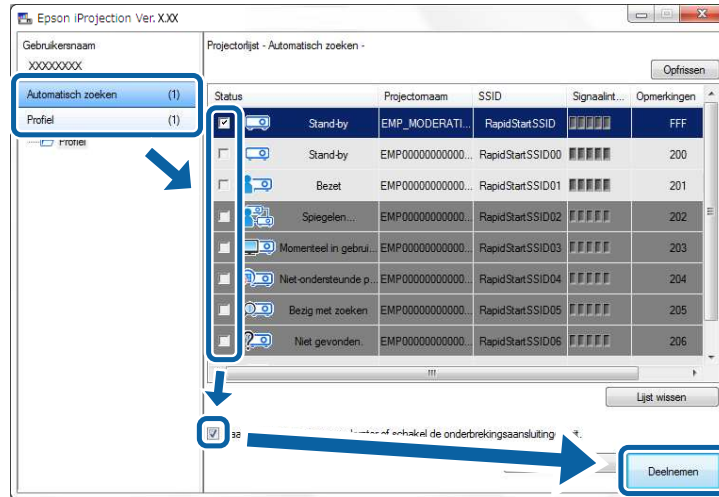 Epson iProjection Ver. X.XX
Gebruikersnaam
XXXXXXXX
Automatisch zoeken (1)
Profiel (1)
Profiel
Projectorlijst - Automatisch zoeken -
Opfrissen
Status Projectornaam SSID Signaalint... Opmerkingen
Stand-by EMP_MODERATI... RapidStartSSID FFF
Stand-by EMP00000000000... RapidStartSSID00 200
Bezet EMP00000000000... RapidStartSSID01 201
Spiegelen... EMP00000000000... RapidStartSSID02 202
Momenteel in gebrui... EMP00000000000... RapidStartSSID03 203
Niet-ondersteunde p... EMP00000000000... RapidStartSSID04 204
Bezig met zoeken EMP00000000000... RapidStartSSID05 205
Niet gevonden. EMP00000000000... RapidStartSSID06 206
Lijst wissen
of schakel de onderbrekingsaansluiting
Deelnemen